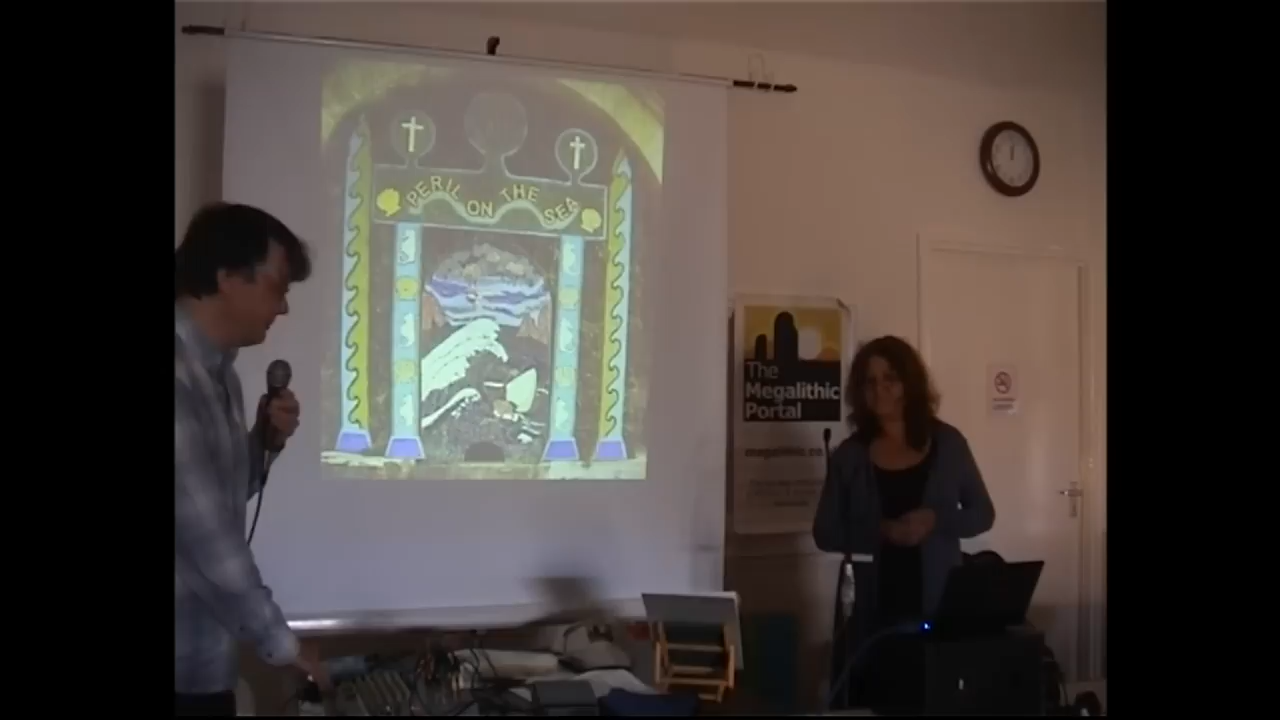 PERIL ON THE SEA
The
Megalithic
Portal
megalithic.co.u